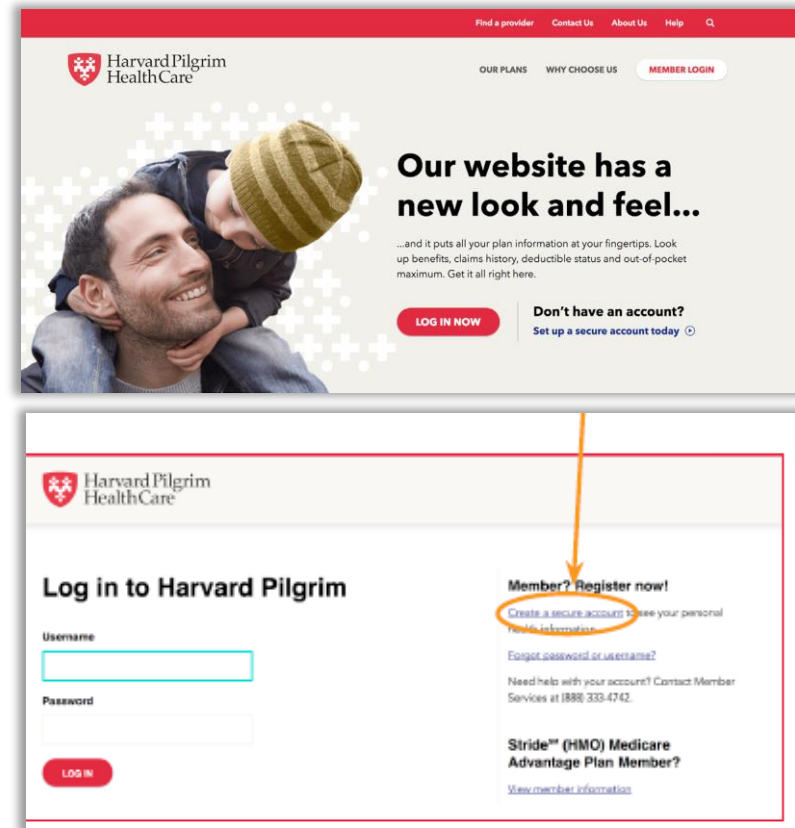 Find a provider Contact Us About Us Help
Harvard Pilgrim
HealthCare
OUR PLANS WHY CHOOSE US MEMBER LOGIN
Our website has a
new look and feel...
...and it puts all your plan information at your fingertips. Look
up benefits, claims history, deductible status and out-of-pocket
maximum. Get it all right here.
LOG IN NOW
Don't have an account?
Set up a secure account today
Harvard Pilgrim
HealthCare
Log in to Harvard Pilgrim
Username
Password
LOG IN
Member? Register now!
Create a secure account to see your personal
health information.
Forgot password or username?
Need help with your account? Contact Member
Services at (888) 333-4742.
Stride℠ (HMO) Medicare
Advantage Plan Member?
View member information